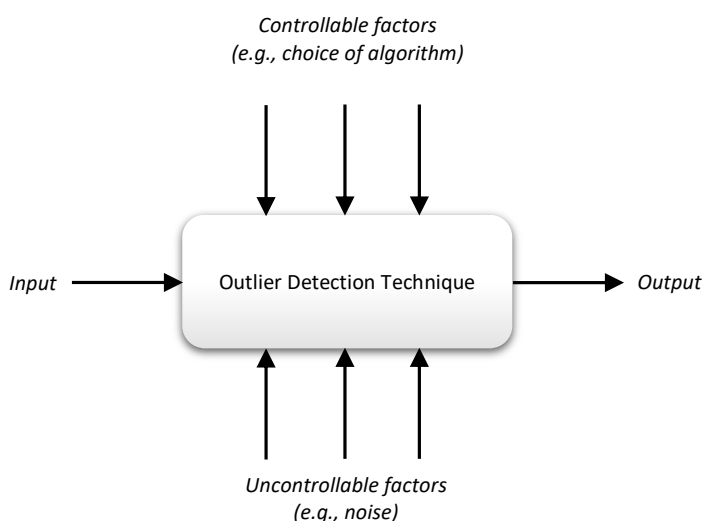 Controllable factors
(e.g., choice of algorithm)
Input
Outlier Detection Technique
Output
Uncontrollable factors
(e.g., noise)